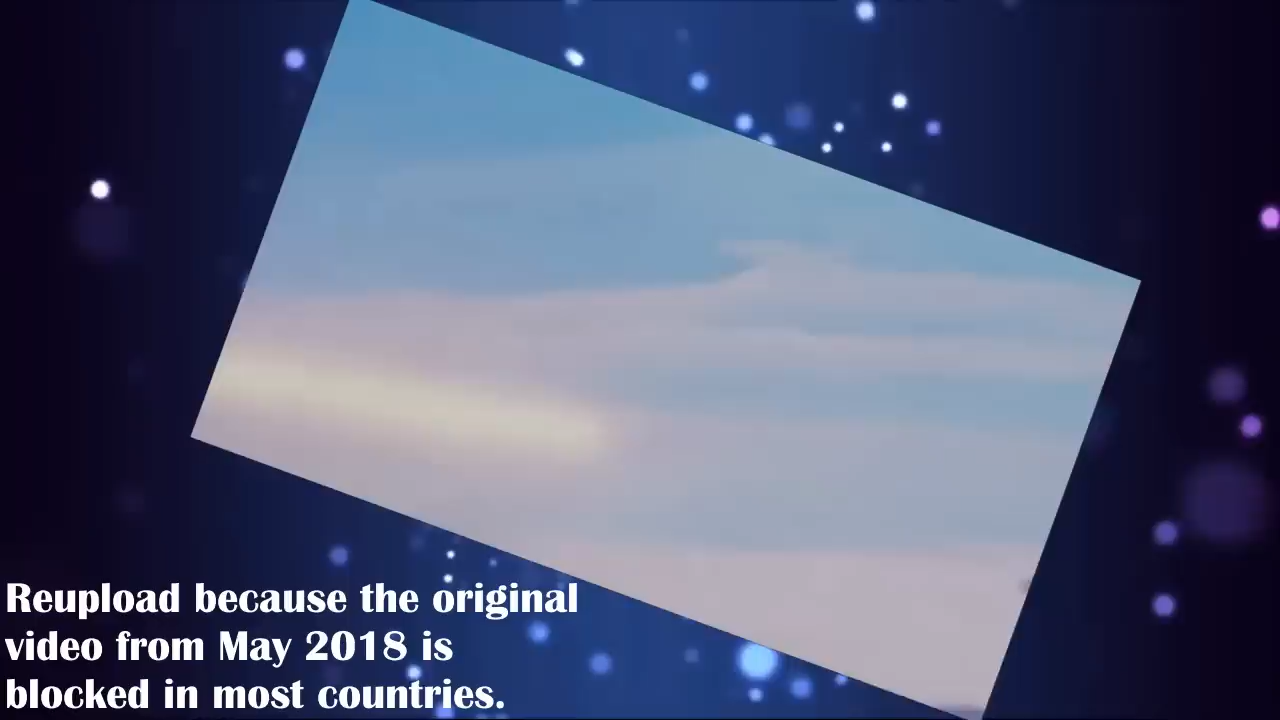 Reupload because the original
video from May 2018 is
blocked in most countries.